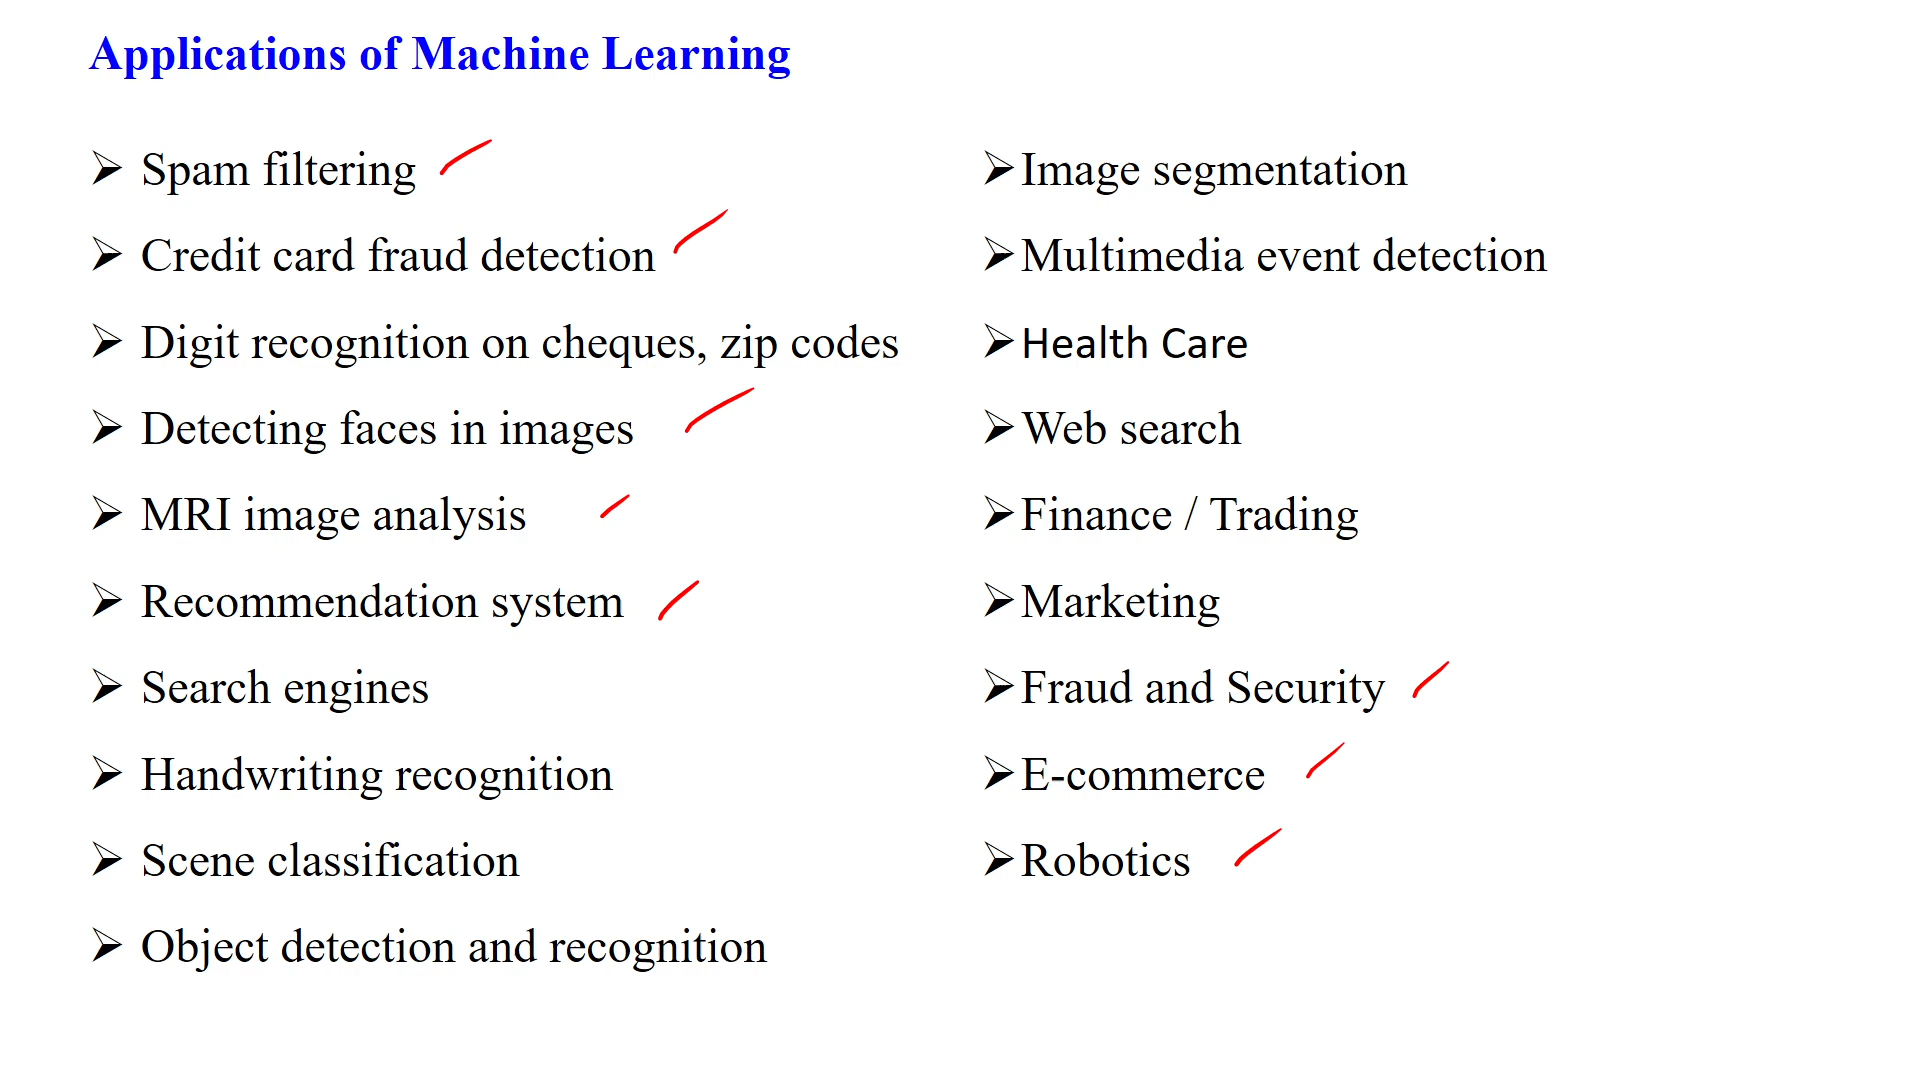 Applications of Machine Learning
➢ Spam filtering
➢ Credit card fraud detection
➢ Digit recognition on cheques, zip codes
➢ Detecting faces in images
➢ MRI image analysis
➢ Recommendation system
➢ Search engines
➢ Handwriting recognition
➢ Scene classification
➢ Object detection and recognition
➢ Image segmentation
➢ Multimedia event detection
➢ Health Care
➢ Web search
➢ Finance / Trading
➢ Marketing
➢ Fraud and Security
➢ E-commerce
➢ Robotics